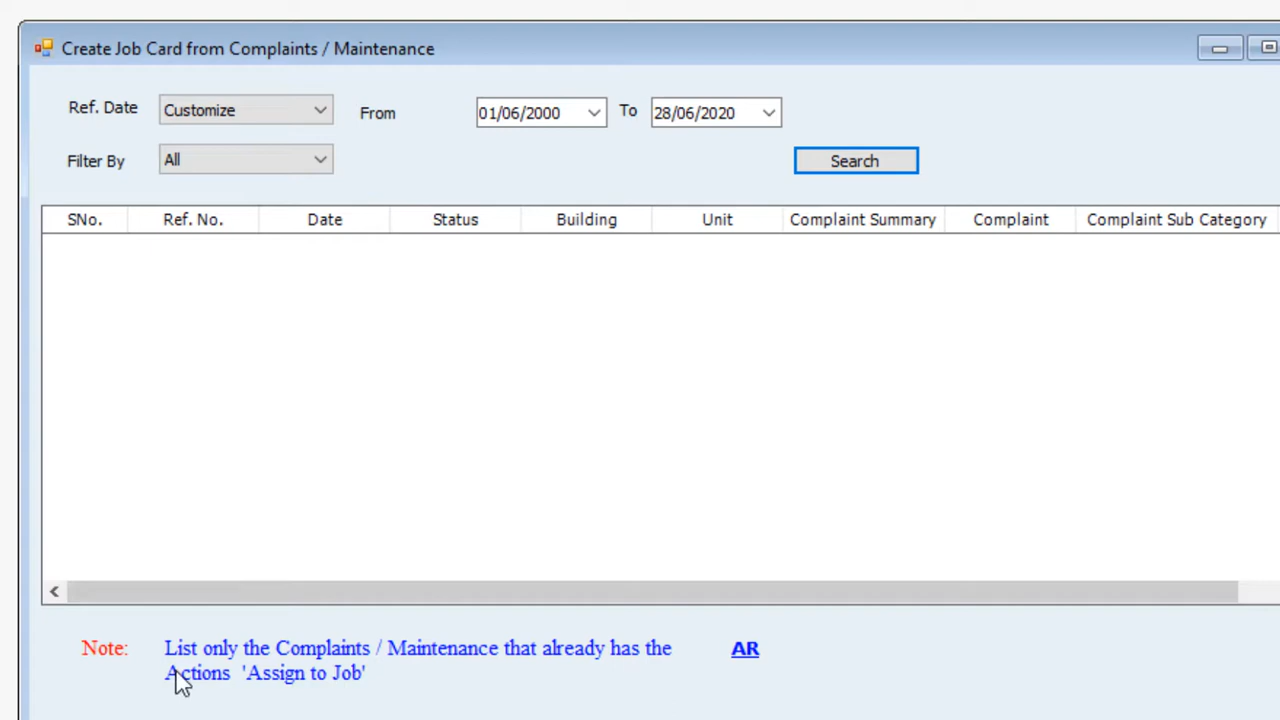 Create Job Card from Complaints / Maintenance
Ref. Date Customize From 01/06/2000 To 28/06/2020
Filter By All Search
SNo. Ref. No. Date Status Building Unit Complaint Summary Complaint Complaint Sub Category
Note: List only the Complaints / Maintenance that already has the AR
Actions 'Assign to Job'